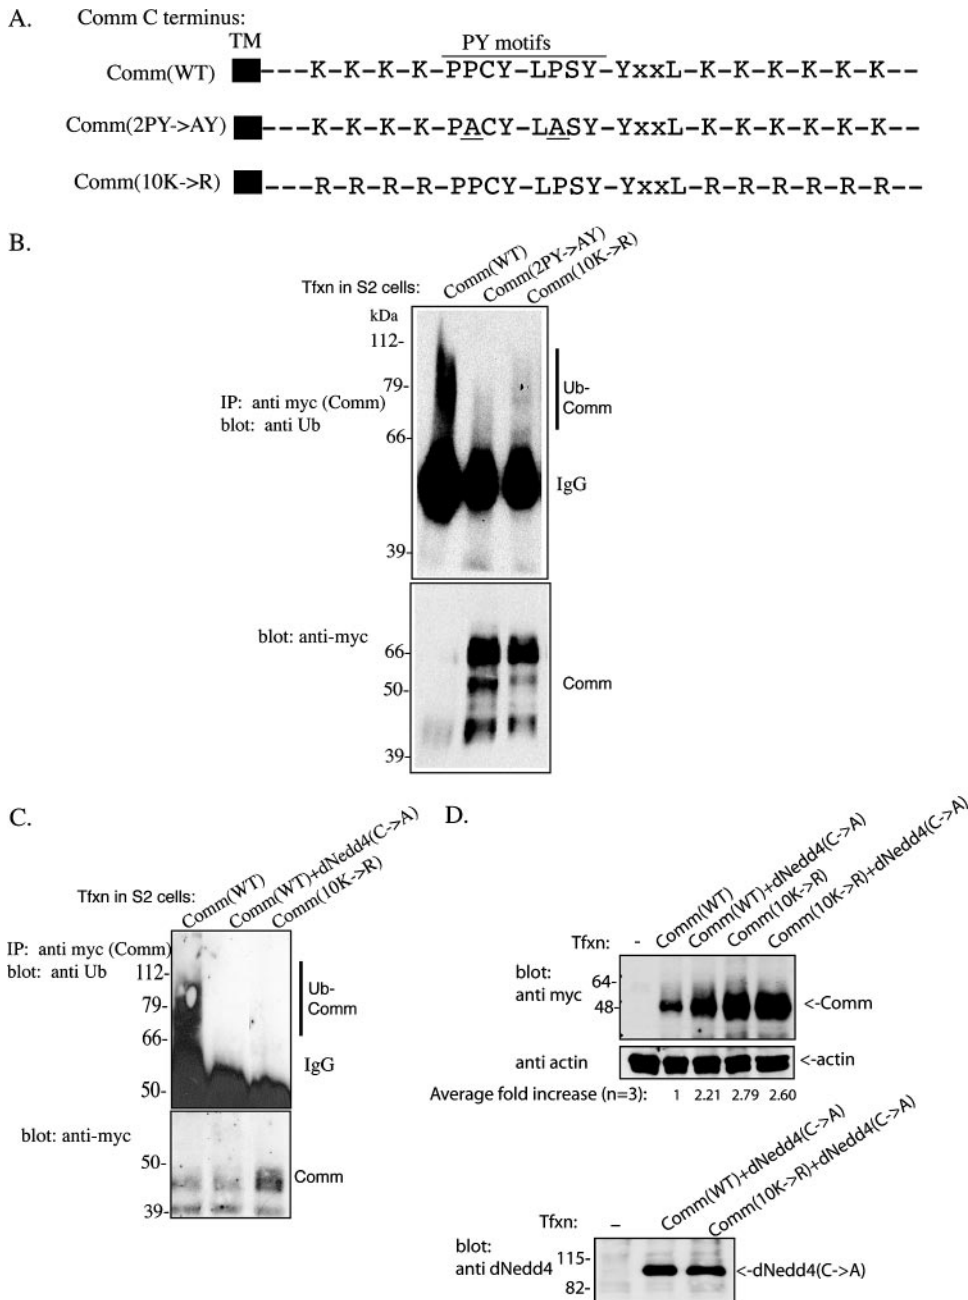 A.
Comm C terminus:
TM
PY motifs
Comm(WT) ---K-K-K-K-PPCY-LPSY-YxxL-K-K-K-K-K-K--
Comm(2PY->AY) ---K-K-K-K-PACY-LASY-YxxL-K-K-K-K-K-K--
Comm(10K->R) ---R-R-R-R-PPCY-LPSY-YxxL-R-R-R-R-R-R--
B.
Tfxn in S2 cells: Comm(WT) Comm(2PY->AY) Comm(10K->R)
kDa
112-
79-
IP: anti myc (Comm)
blot: anti Ub
Ub-
Comm
66-
IgG
39-
blot: anti-myc
66-
50-
Comm
39-
C.
Tfxn in S2 cells: Comm(WT) Comm(WT)+dNedd4(C->A) Comm(10K->R)
IP: anti myc (Comm)
blot: anti Ub
112-
79-
Ub-
Comm
66-
IgG
50-
blot: anti-myc
50-
Comm
39-
D.
Tfxn: - Comm(WT) Comm(WT)+dNedd4(C->A) Comm(10K->R) Comm(10K->R)+dNedd4(C->A)
blot:
anti myc
64-
48-
<-Comm
anti actin
<-actin
Average fold increase (n=3): 1 2.21 2.79 2.60
Tfxn: – Comm(WT)+dNedd4(C->A) Comm(10K->R)+dNedd4(C->A)
blot:
anti dNedd4
115-
82-
<-dNedd4(C->A)